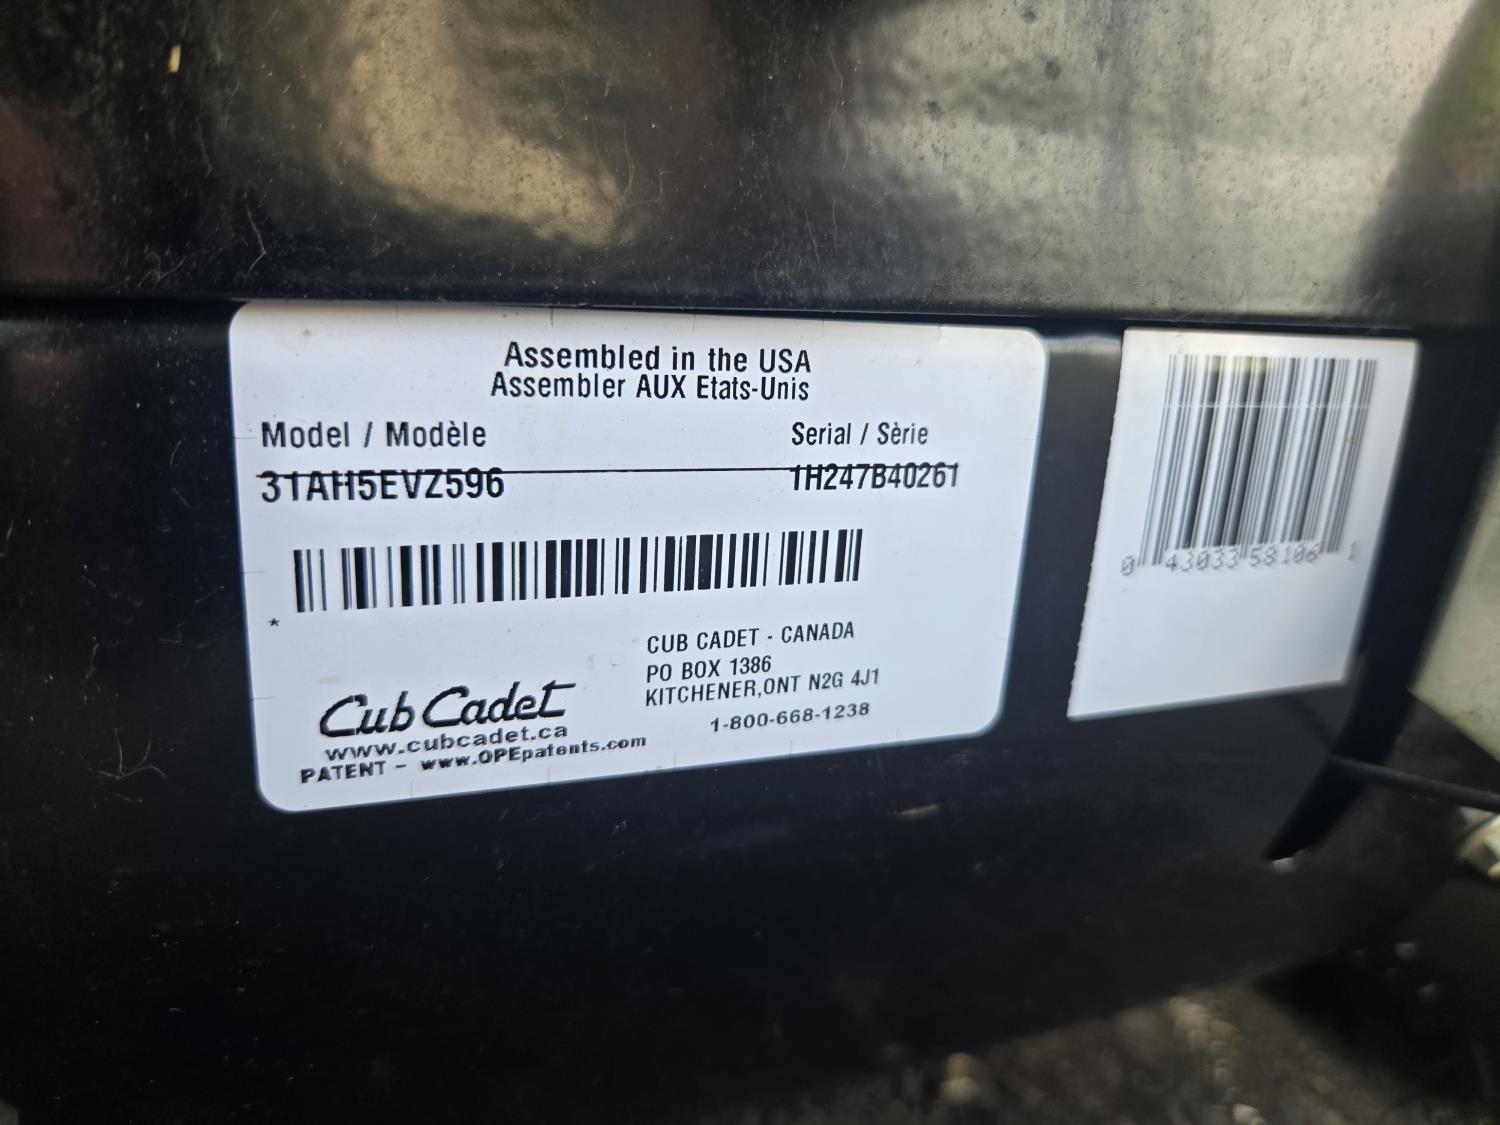 Assembled in the USA
Assembler AUX Etats-Unis
Model / Modèle
Serial / Sèrie
31AH5EVZ596
1H247B40261
*
Cub Cadet
www.cubcadet.ca
PATENT - www.OPEpatents.com
CUB CADET - CANADA
PO BOX 1386
KITCHENER,ONT N2G 4J1
1-800-668-1238
0 43033 58106 1